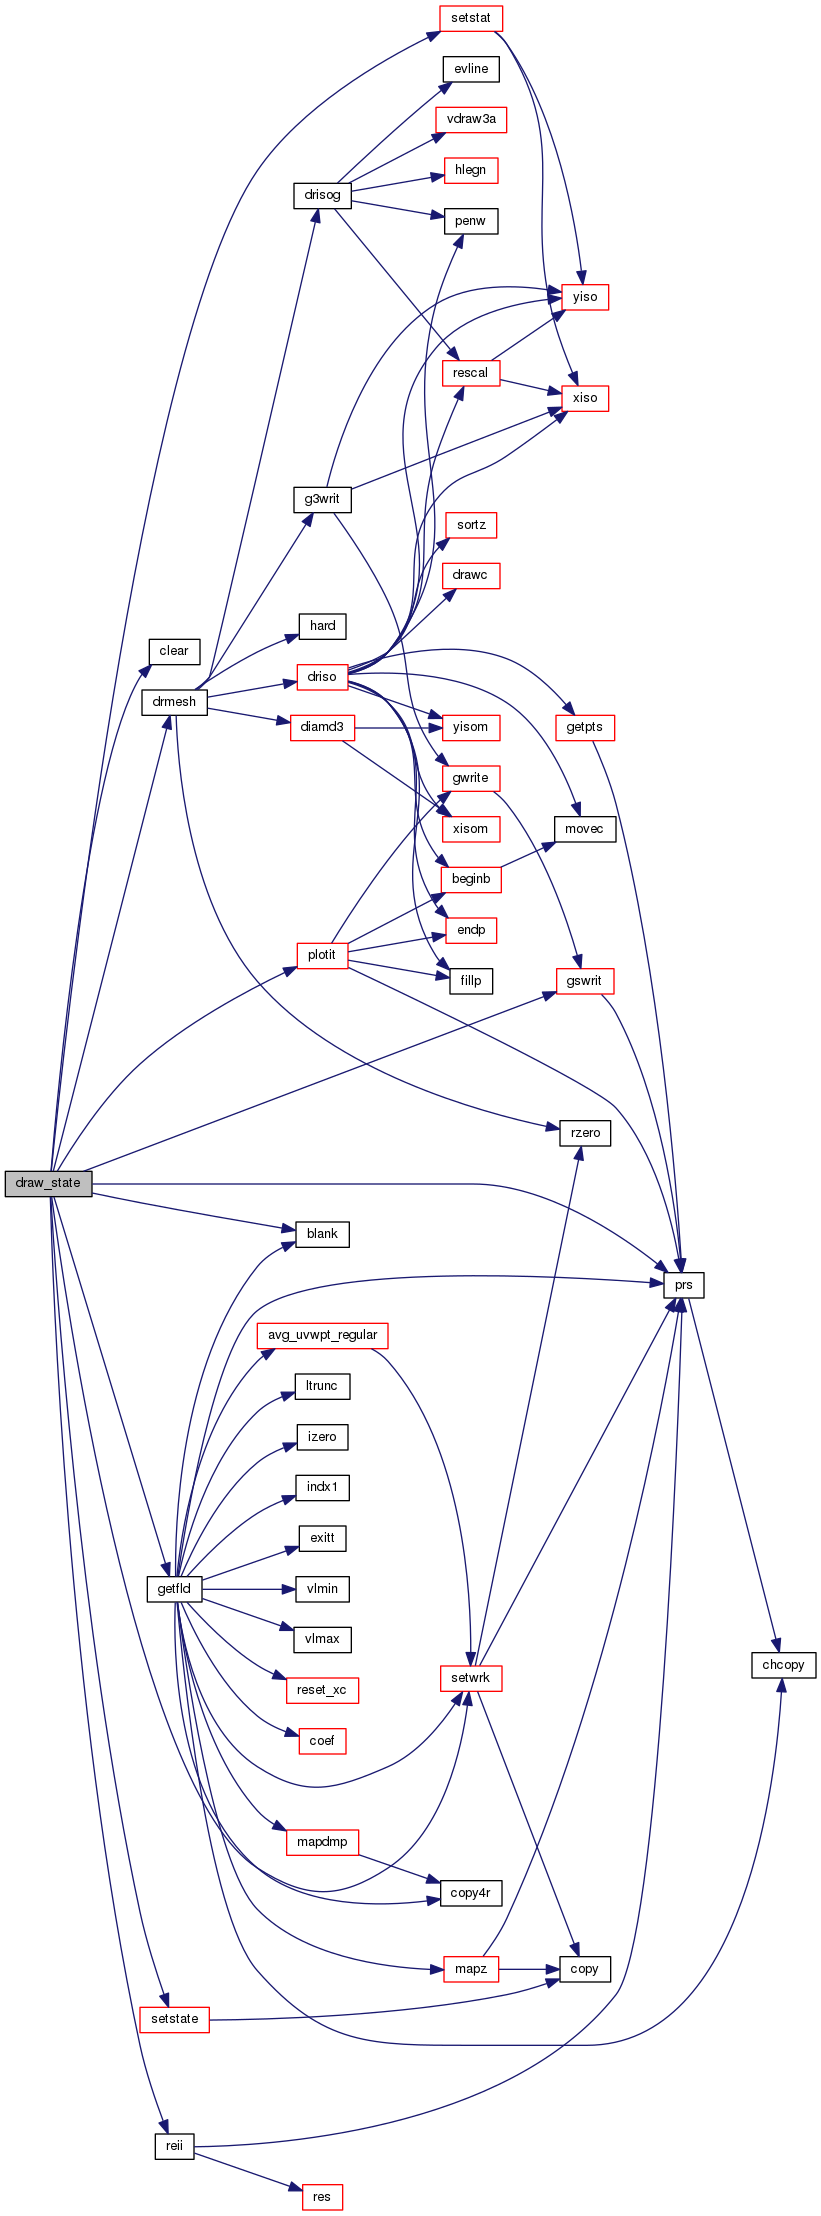 setstat
evline
vdraw3a
hlegn
drisog
penw
yiso
rescal
xiso
g3writ
sortz
drawc
hard
clear
driso
drmesh
diamd3
yisom
getpts
gwrite
xisom
movec
beginb
endp
plotit
fillp
gswrit
rzero
draw_state
blank
prs
avg_uvwpt_regular
ltrunc
izero
indx1
exitt
getfld
vlmin
vlmax
chcopy
setwrk
reset_xc
coef
mapdmp
copy4r
mapz
copy
setstate
reii
res